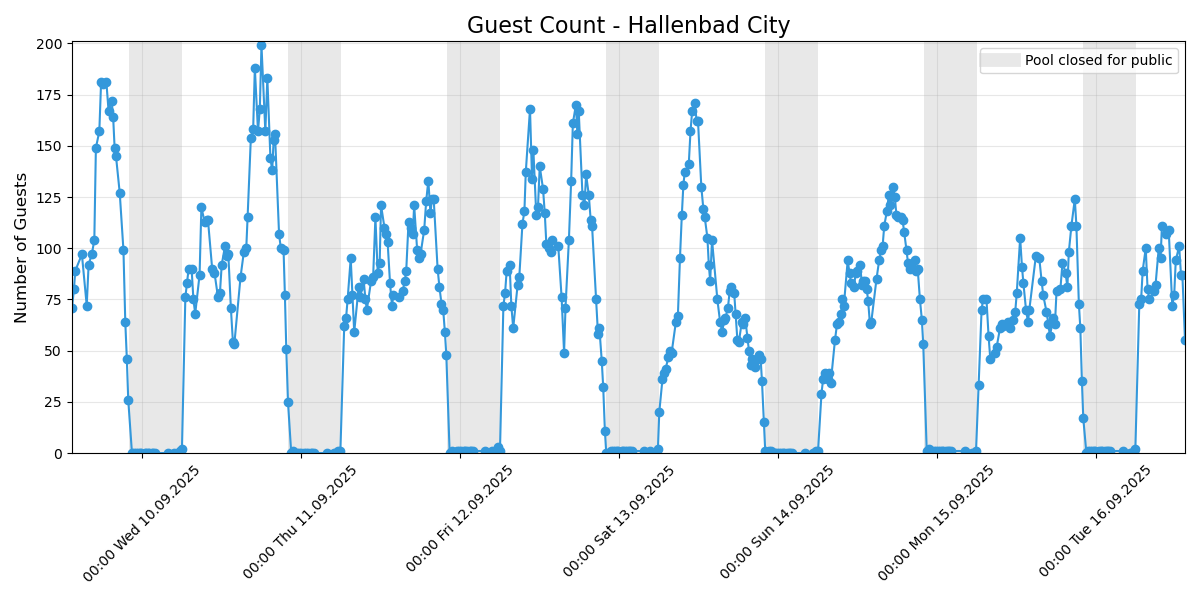 Guest Count - Hallenbad City
Pool closed for public
Number of Guests
200
175
150
125
100
75
50
25
0
00:00 Wed 10.09.2025
00:00 Thu 11.09.2025
00:00 Fri 12.09.2025
00:00 Sat 13.09.2025
00:00 Sun 14.09.2025
00:00 Mon 15.09.2025
00:00 Tue 16.09.2025